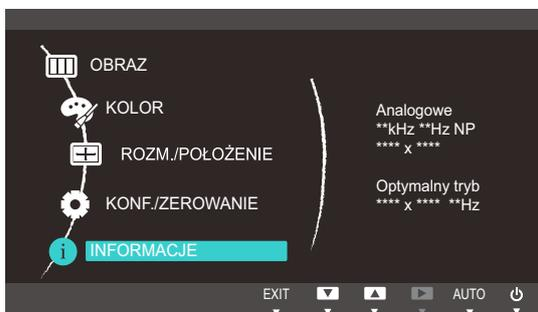 OBRAZ
KOLOR
ROZM./POŁOŻENIE
KONF./ZEROWANIE
i INFORMACJE
Analogowe
**kHz **Hz NP
**** x ****
Optymalny tryb
**** x **** **Hz
EXIT AUTO